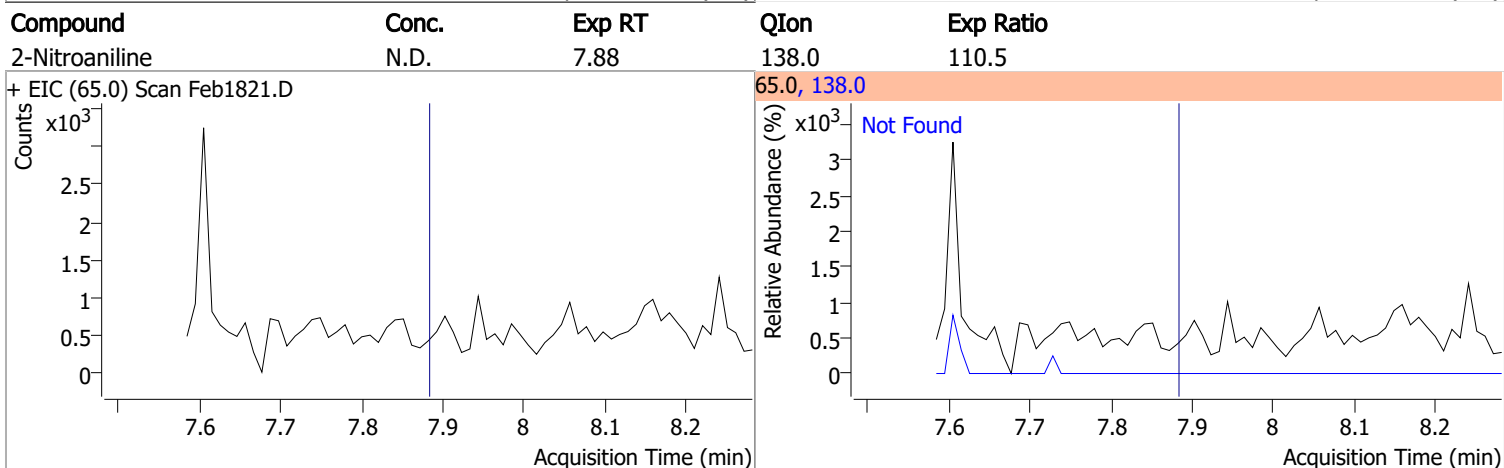 Compound Conc. Exp RT QIon Exp Ratio
2-Nitroaniline N.D. 7.88 138.0 110.5
+ EIC (65.0) Scan Feb1821.D
Counts
x10³
2.5
2
1.5
1
0.5
0
7.6 7.7 7.8 7.9 8 8.1 8.2
Acquisition Time (min)
65.0, 138.0
Relative Abundance (%)
x10³
Not Found
3
2.5
2
1.5
1
0.5
0
7.6 7.7 7.8 7.9 8 8.1 8.2
Acquisition Time (min)